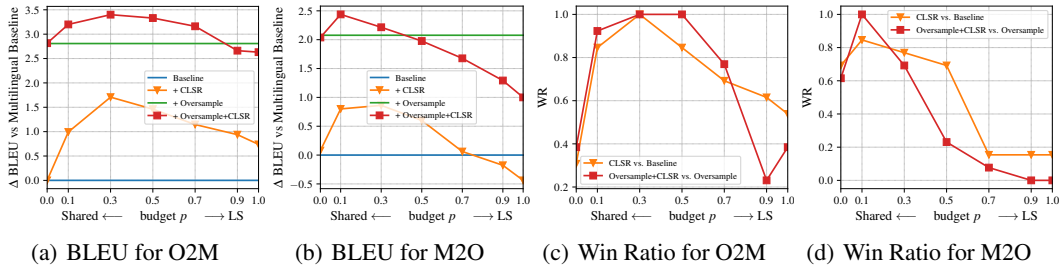 Δ BLEU vs Multilingual Baseline
3.5
3.0
2.5
2.0
1.5
1.0
0.5
0.0
Baseline
+ CLSR
+ Oversample
+ Oversample+CLSR
0.0 0.1 0.3 0.5 0.7 0.9 1.0
Shared ⟵ budget p ⟶ LS
(a) BLEU for O2M
Δ BLEU vs Multilingual Baseline
2.5
2.0
1.5
1.0
0.5
0.0
−0.5
Baseline
+ CLSR
+ Oversample
+ Oversample+CLSR
0.0 0.1 0.3 0.5 0.7 0.9 1.0
Shared ⟵ budget p ⟶ LS
(b) BLEU for M2O
WR
1.0
0.8
0.6
0.4
0.2
CLSR vs. Baseline
Oversample+CLSR vs. Oversample
0.0 0.1 0.3 0.5 0.7 0.9 1.0
Shared ⟵ budget p ⟶ LS
(c) Win Ratio for O2M
WR
1.0
0.8
0.6
0.4
0.2
0.0
CLSR vs. Baseline
Oversample+CLSR vs. Oversample
0.0 0.1 0.3 0.5 0.7 0.9 1.0
Shared ⟵ budget p ⟶ LS
(d) Win Ratio for M2O